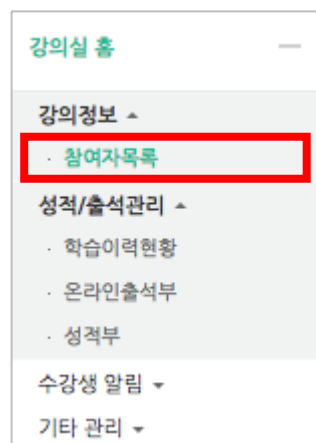 강의실 홈
강의정보
· 참여자목록
성적/출석관리
· 학습이력현황
· 온라인출석부
· 성적부
수강생 알림
기타 관리